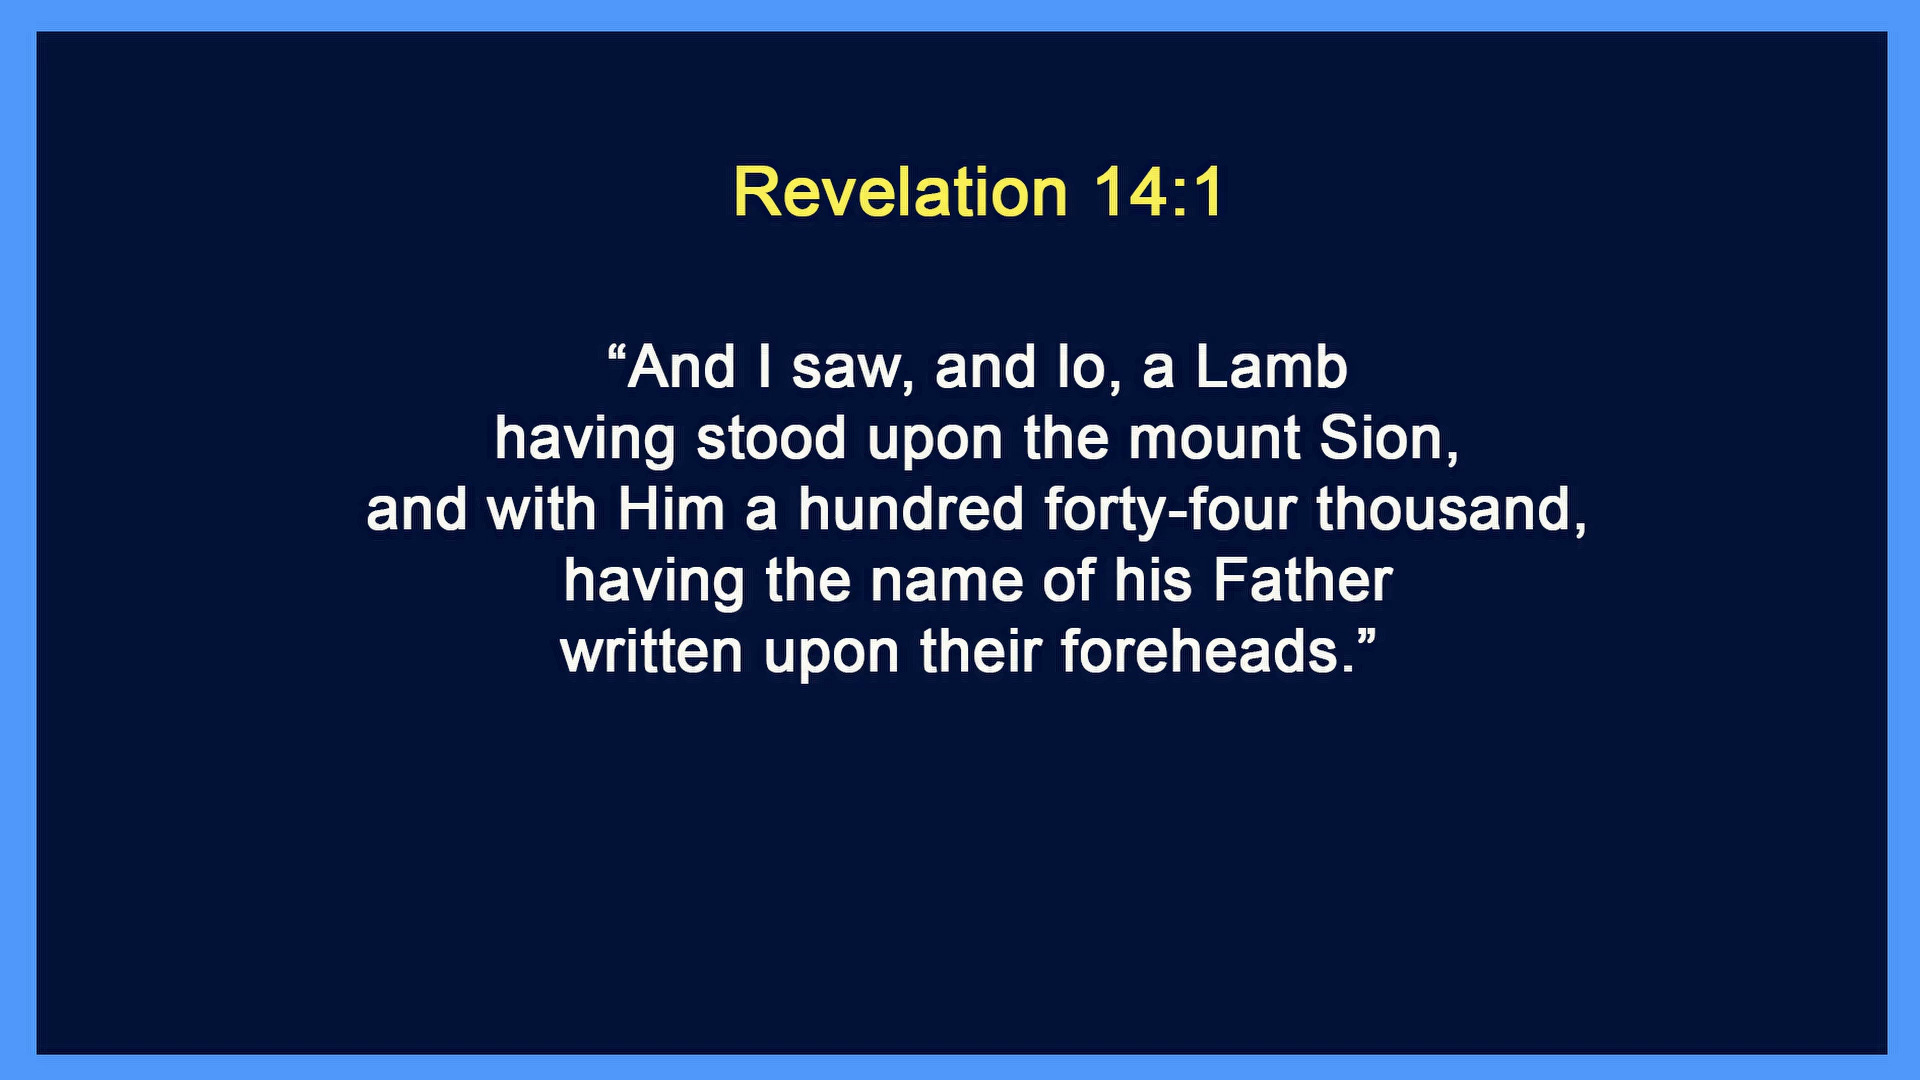 Revelation 14:1
“And I saw, and lo, a Lamb
having stood upon the mount Sion,
and with Him a hundred forty-four thousand,
having the name of his Father
written upon their foreheads.”